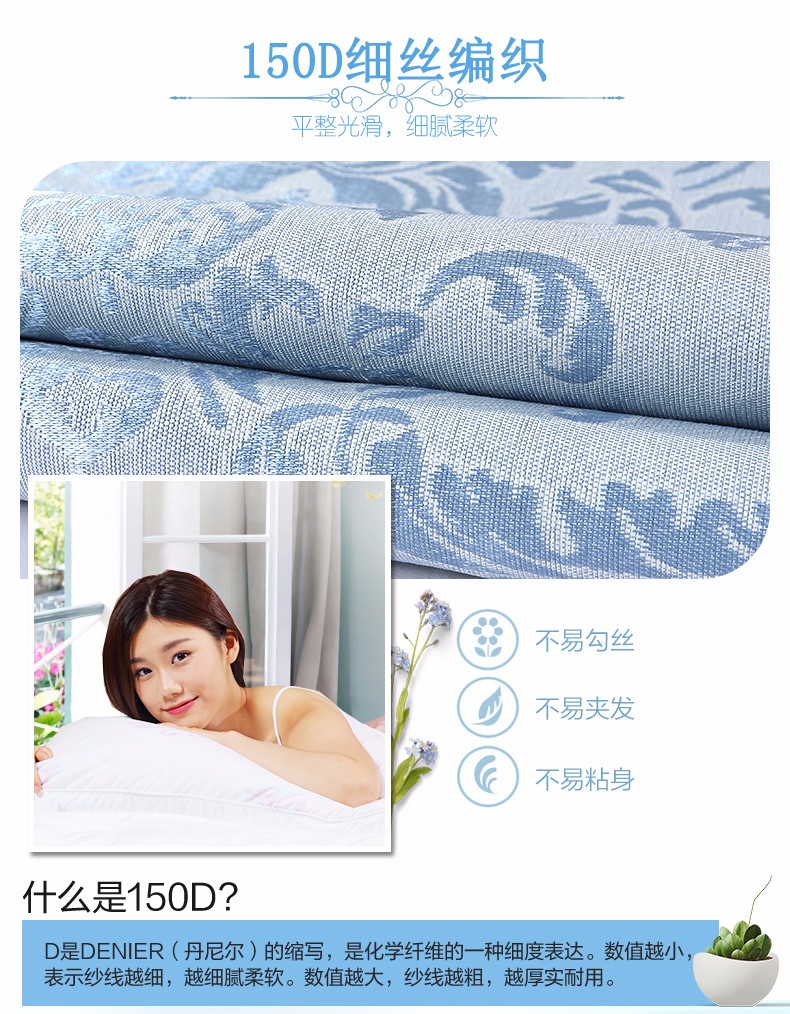 150D细丝编织
平整光滑，细腻柔软
不易勾丝
不易夹发
不易粘身
什么是150D？
D是DENIER（丹尼尔）的缩写，是化学纤维的一种细度表达。数值越小，
表示纱线越细，越细腻柔软。数值越大，纱线越粗，越厚实耐用。